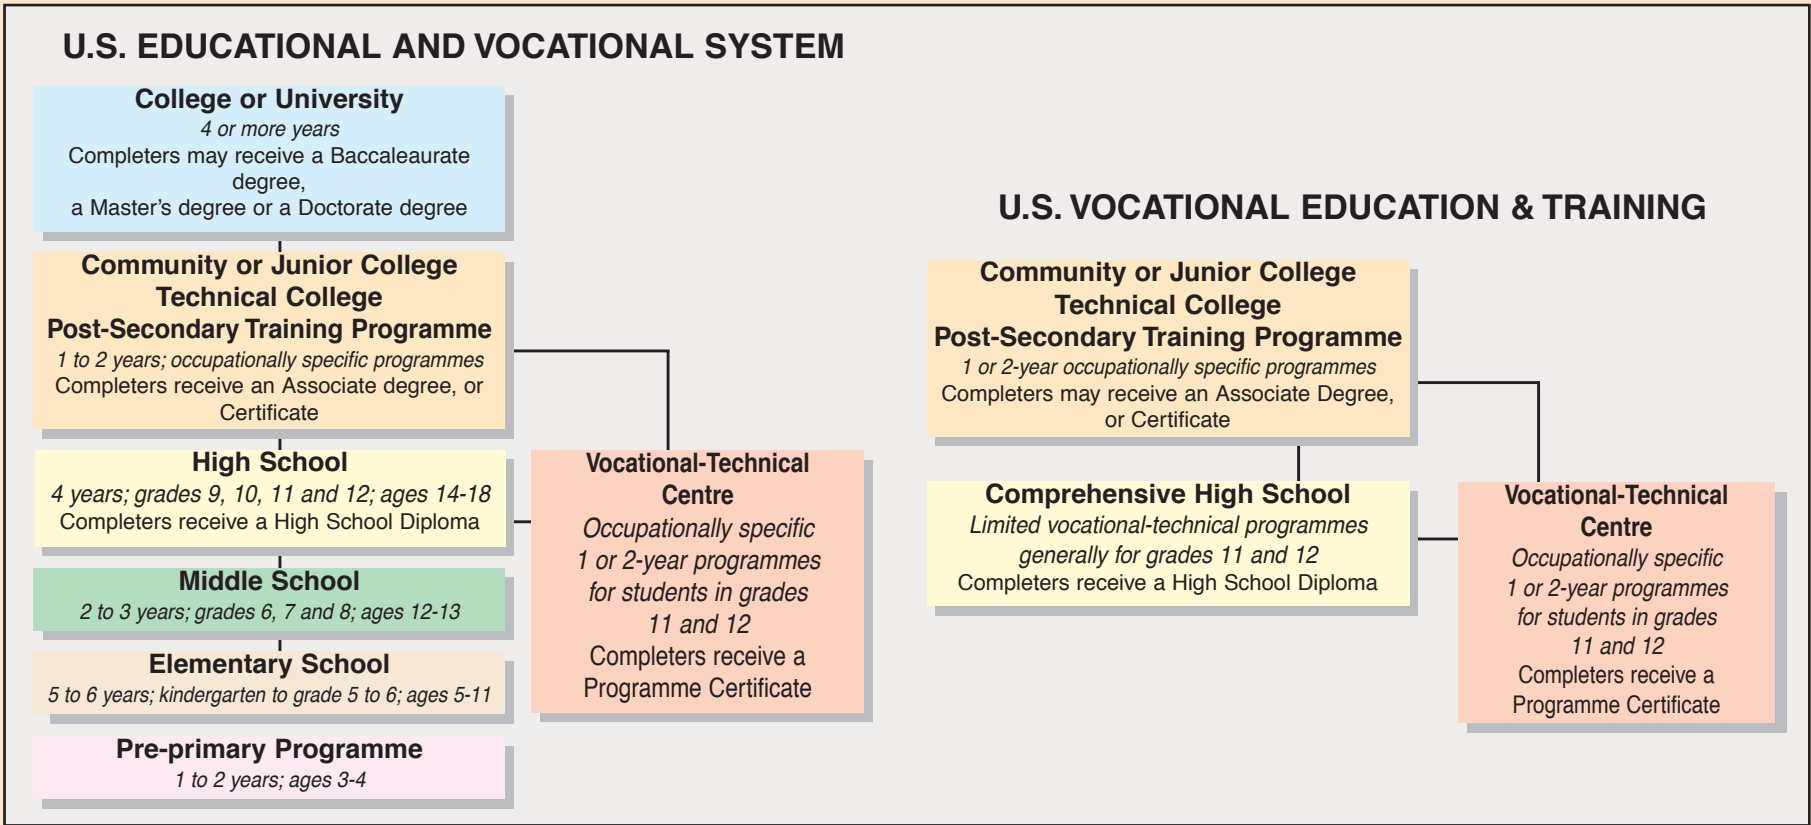 U.S. EDUCATIONAL AND VOCATIONAL SYSTEM
College or University
4 or more years
Completers may receive a Baccaleaurate
degree,
a Master's degree or a Doctorate degree
Community or Junior College
Technical College
Post-Secondary Training Programme
1 to 2 years; occupationally specific programmes
Completers receive an Associate degree, or
Certificate
High School
4 years; grades 9, 10, 11 and 12; ages 14-18
Completers receive a High School Diploma
Middle School
2 to 3 years; grades 6, 7 and 8; ages 12-13
Elementary School
5 to 6 years; kindergarten to grade 5 to 6; ages 5-11
Pre-primary Programme
1 to 2 years; ages 3-4
Vocational-Technical
Centre
Occupationally specific
1 or 2-year programmes
for students in grades
11 and 12
Completers receive a
Programme Certificate
U.S. VOCATIONAL EDUCATION & TRAINING
Community or Junior College
Technical College
Post-Secondary Training Programme
1 or 2-year occupationally specific programmes
Completers may receive an Associate Degree,
or Certificate
Comprehensive High School
Limited vocational-technical programmes
generally for grades 11 and 12
Completers receive a High School Diploma
Vocational-Technical
Centre
Occupationally specific
1 or 2-year programmes
for students in grades
11 and 12
Completers receive a
Programme Certificate